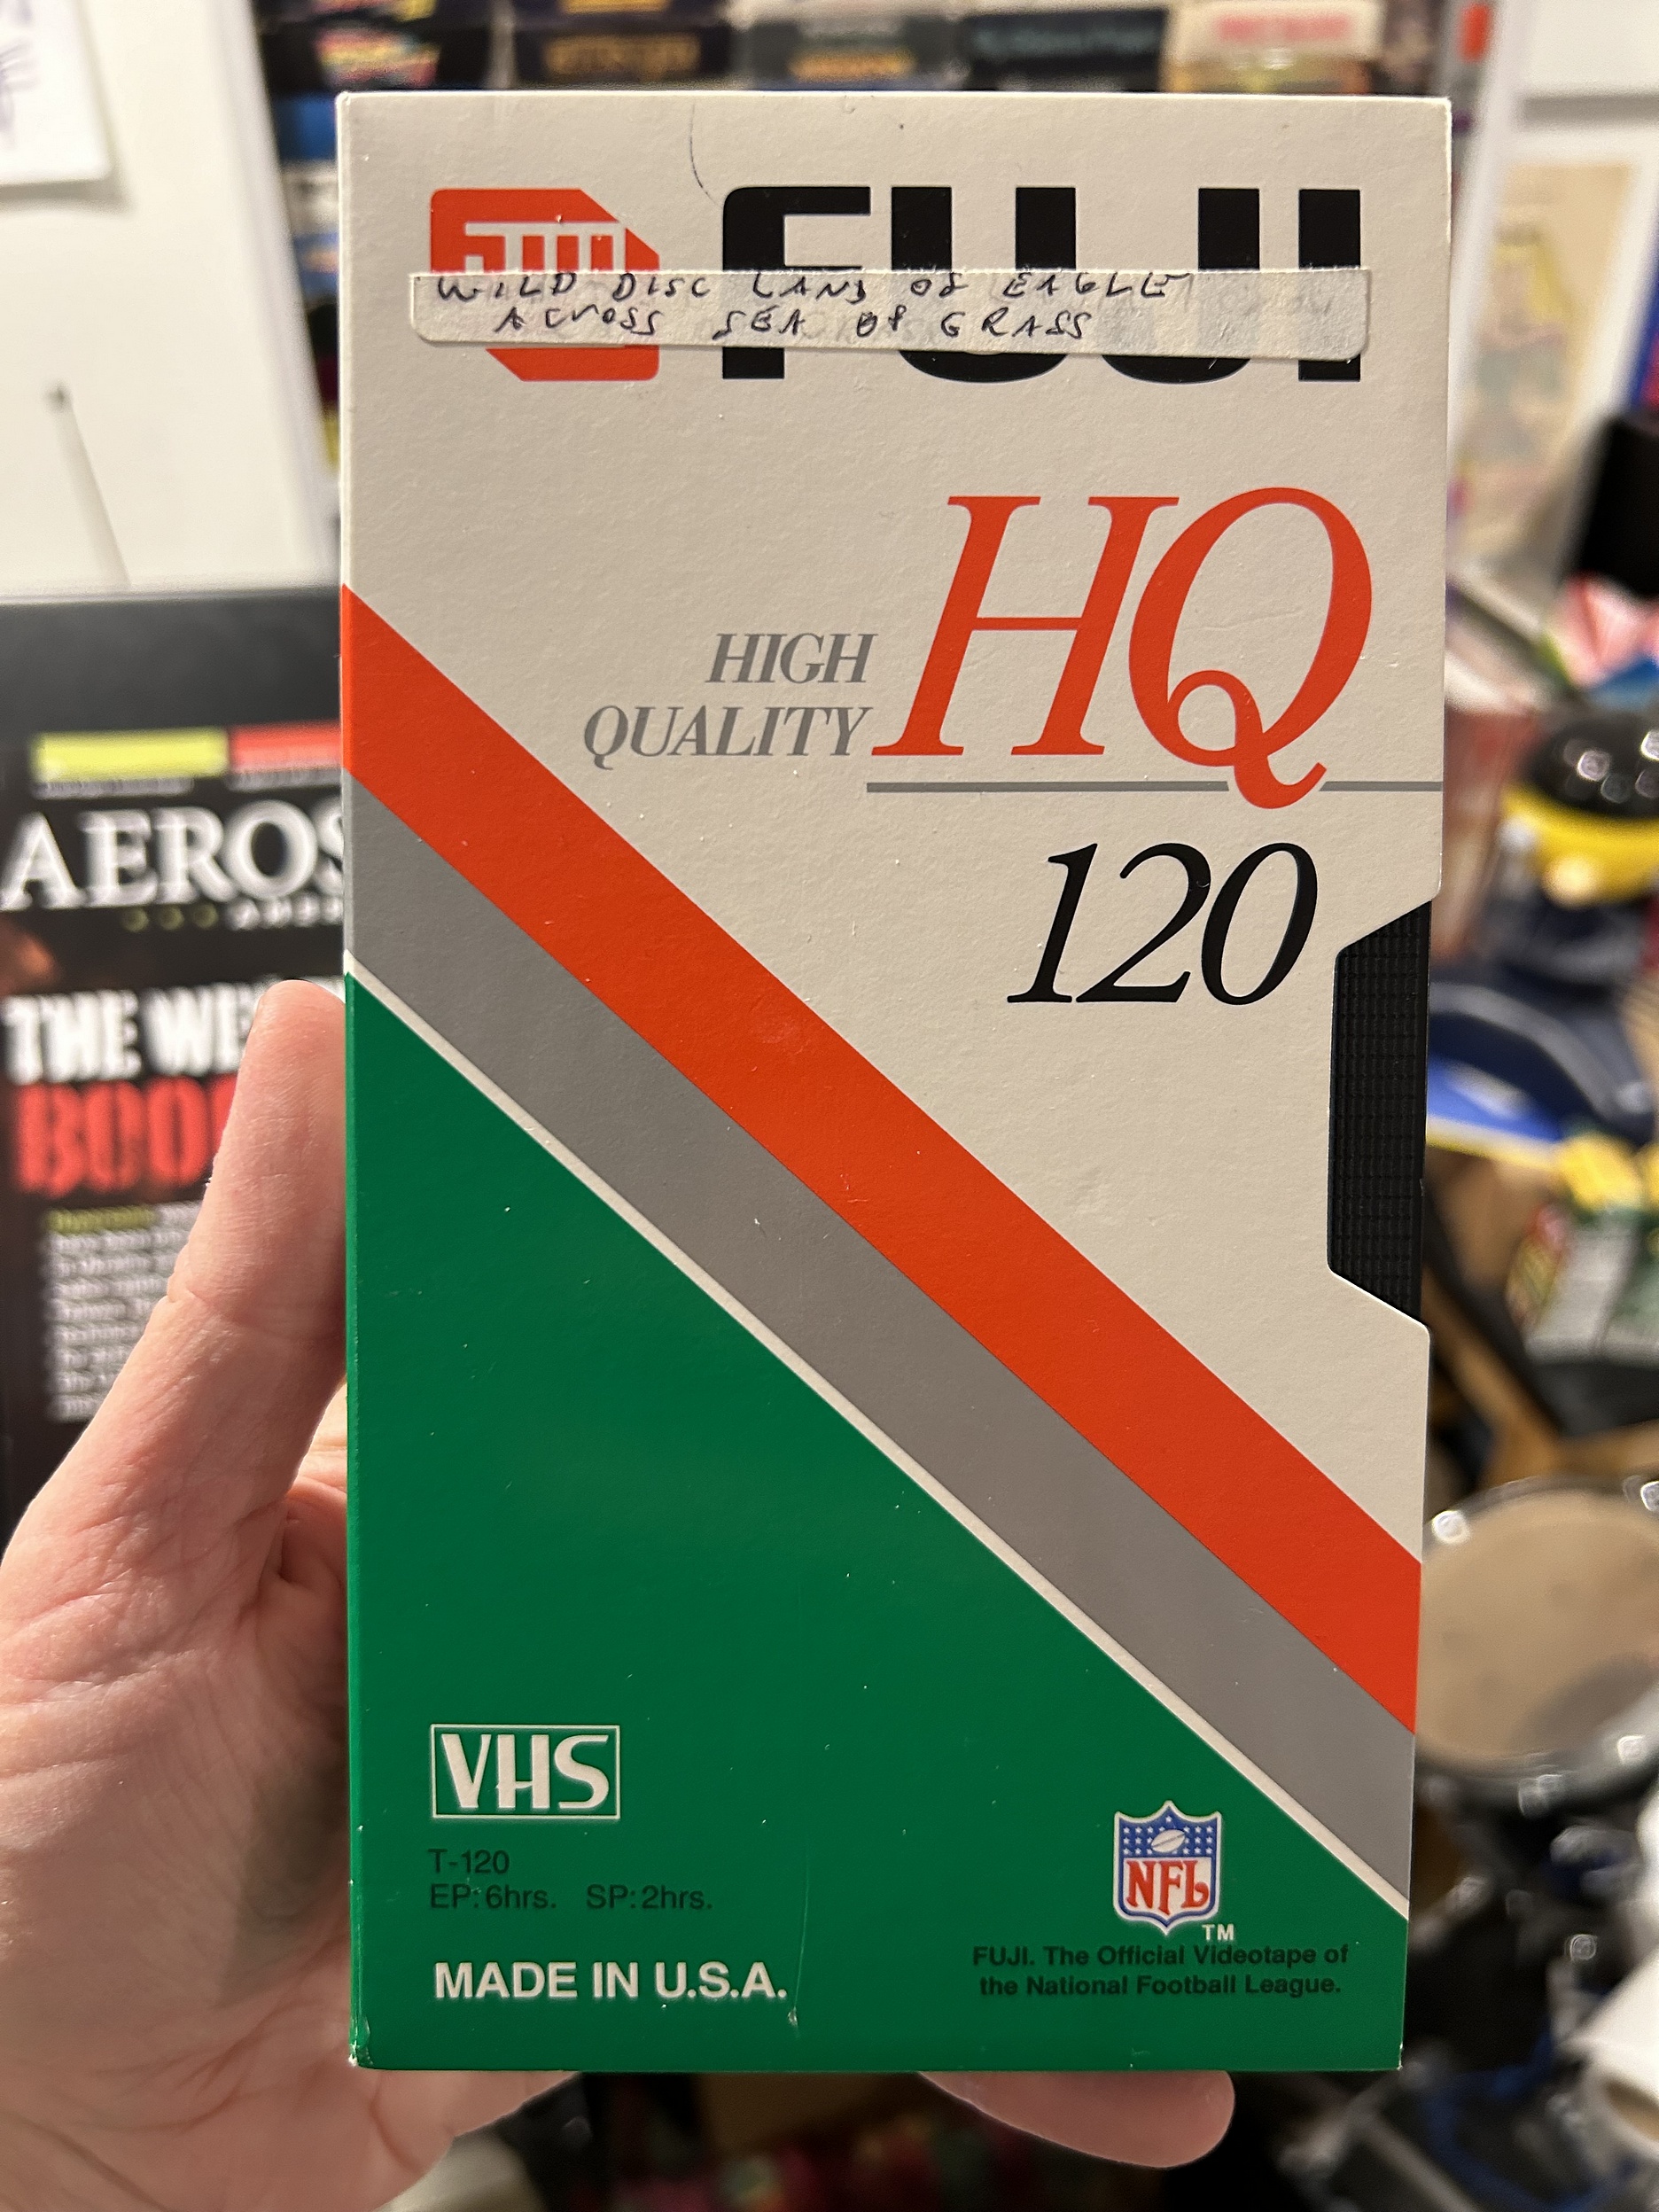 FUJI
WILD DISC LAND OF EAGLE
ACROSS SEA OF GRASS
HIGH
QUALITY
HQ
120
AEROS
THE WE
BOO
VHS
T-120
EP: 6hrs. SP: 2hrs.
MADE IN U.S.A.
NFL
TM
FUJI. The Official Videotape of
the National Football League.